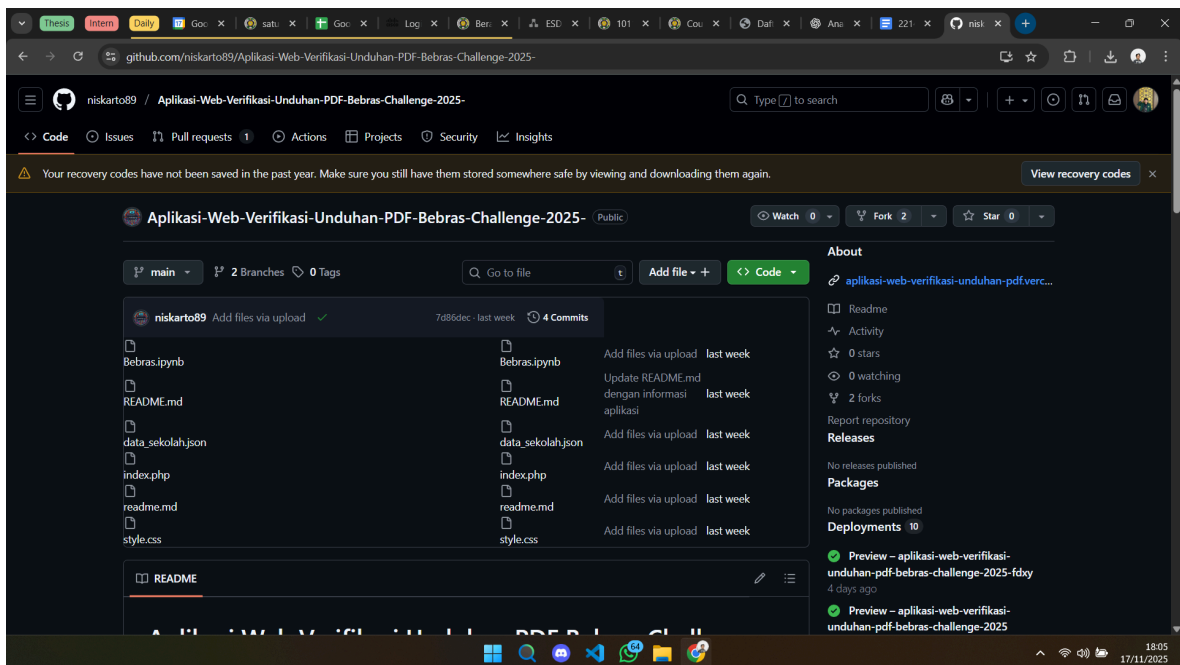 Thesis Intern Daily Goc satu Goc Log Bera ESD 101 Cou Daft Ana 221- nisk
github.com/niskarto89/Aplikasi-Web-Verifikasi-Unduhan-PDF-Bebras-Challenge-2025-
niskarto89 / Aplikasi-Web-Verifikasi-Unduhan-PDF-Bebras-Challenge-2025-
Type / to search
Code Issues Pull requests 1 Actions Projects Security Insights
Your recovery codes have not been saved in the past year. Make sure you still have them stored somewhere safe by viewing and downloading them again.
View recovery codes
Aplikasi-Web-Verifikasi-Unduhan-PDF-Bebras-Challenge-2025- Public
Watch 0 Fork 2 Star 0
main 2 Branches 0 Tags
Go to file t Add file Code
niskarto89 Add files via upload 7d86dec · last week 4 Commits
Bebras.ipynb Bebras.ipynb Add files via upload last week
README.md README.md Update README.md
dengan informasi
aplikasi
last week
data_sekolah.json data_sekolah.json Add files via upload last week
index.php index.php Add files via upload last week
readme.md readme.md Add files via upload last week
style.css style.css Add files via upload last week
README
About
aplikasi-web-verifikasi-unduhan-pdf.verc...
Readme
Activity
0 stars
0 watching
2 forks
Report repository
Releases
No releases published
Packages
No packages published
Deployments 10
Preview – aplikasi-web-verifikasi-
unduhan-pdf-bebras-challenge-2025-fdxy
4 days ago
Preview – aplikasi-web-verifikasi-
unduhan-pdf-bebras-challenge-2025
64
18:05
17/11/2025